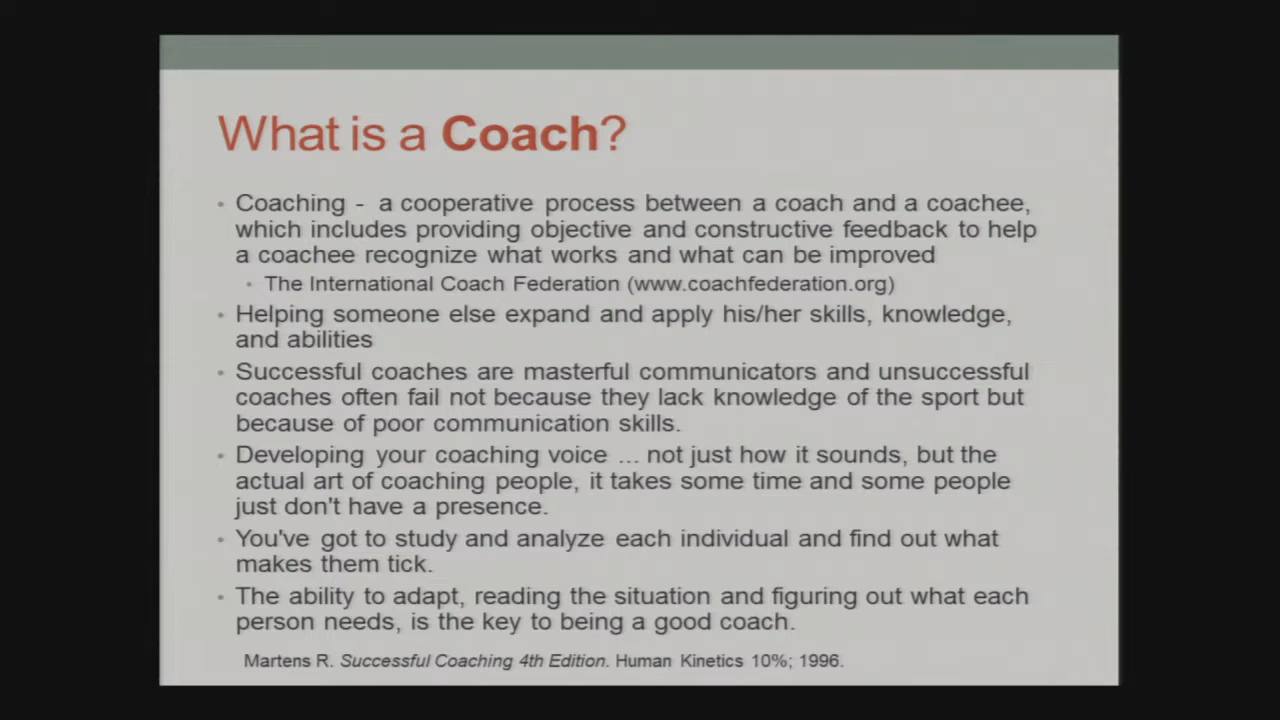 What is a Coach?
• Coaching - a cooperative process between a coach and a coachee,
which includes providing objective and constructive feedback to help
a coachee recognize what works and what can be improved
• The International Coach Federation (www.coachfederation.org)
• Helping someone else expand and apply his/her skills, knowledge,
and abilities
• Successful coaches are masterful communicators and unsuccessful
coaches often fail not because they lack knowledge of the sport but
because of poor communication skills.
• Developing your coaching voice ... not just how it sounds, but the
actual art of coaching people, it takes some time and some people
just don't have a presence.
• You've got to study and analyze each individual and find out what
makes them tick.
• The ability to adapt, reading the situation and figuring out what each
person needs, is the key to being a good coach.
Martens R. Successful Coaching 4th Edition. Human Kinetics 10%; 1996.